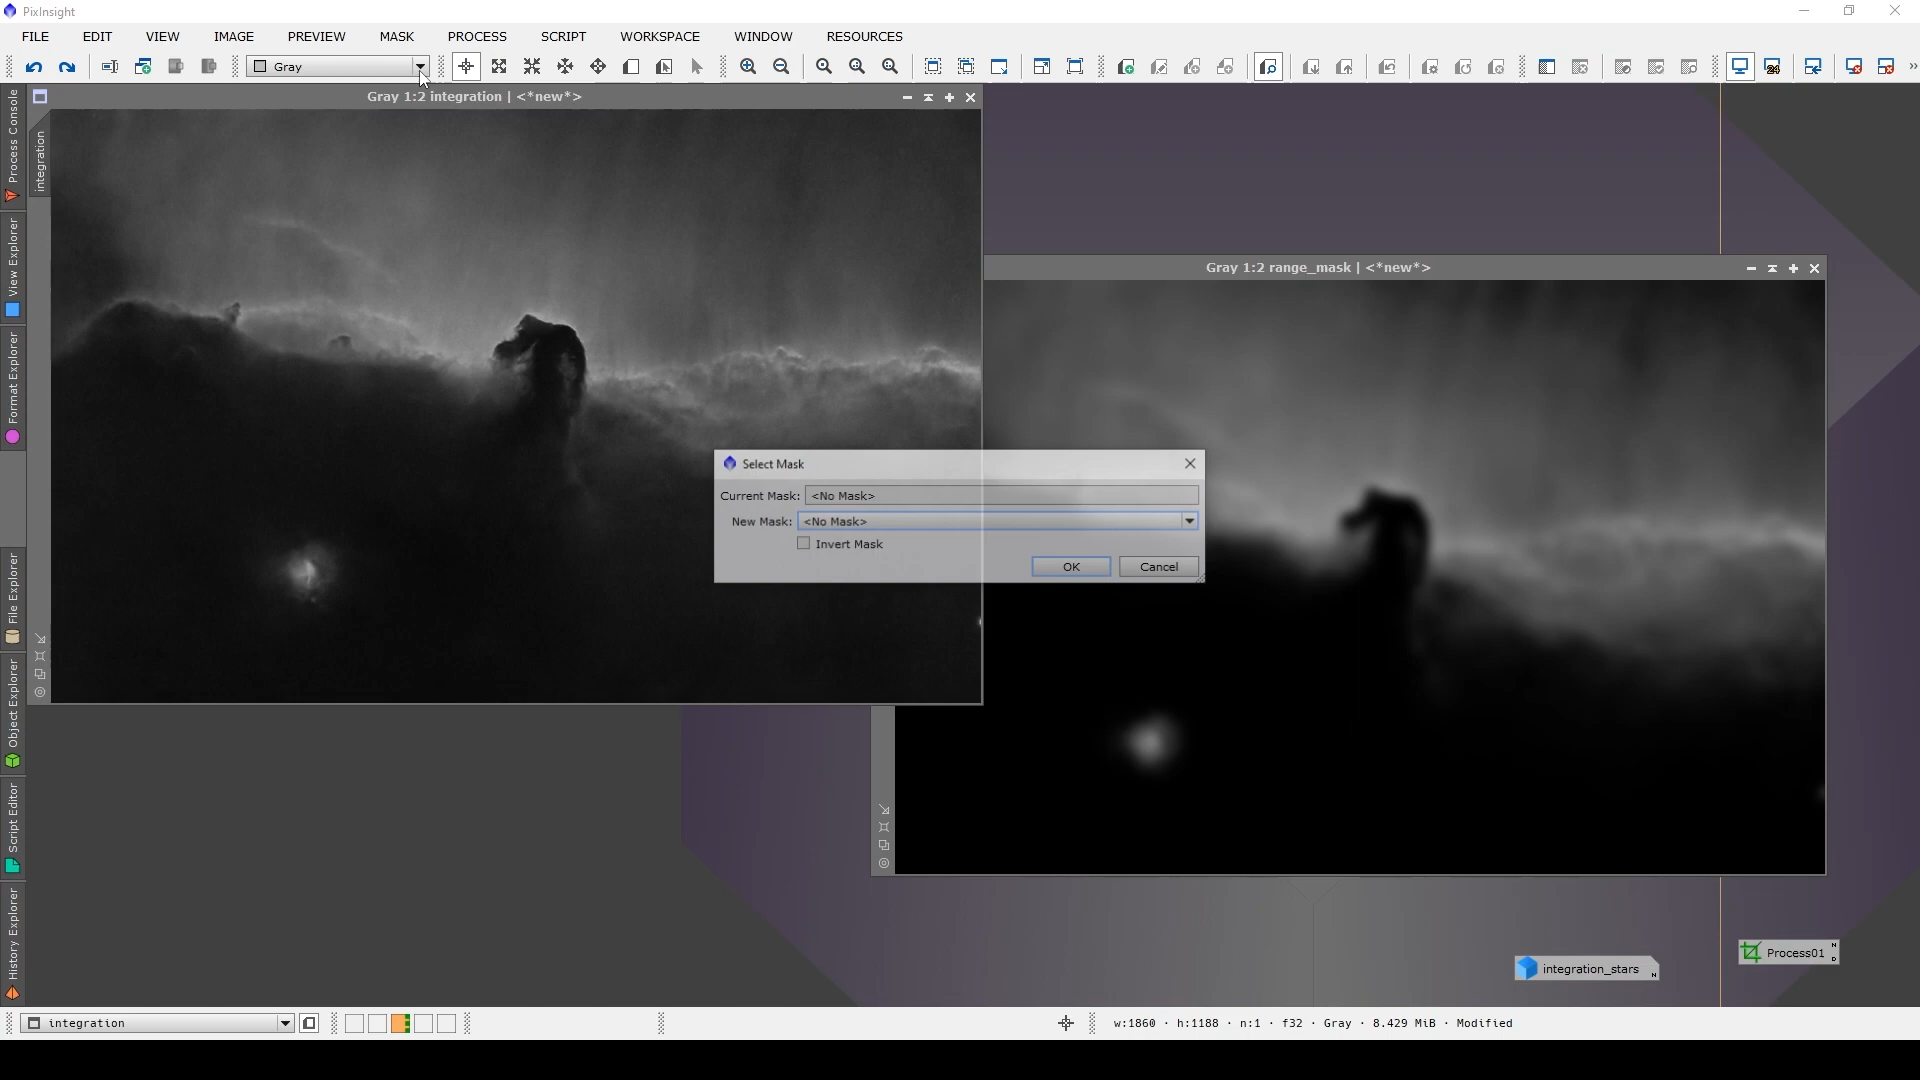 PixInsight
FILE EDIT VIEW IMAGE PREVIEW MASK PROCESS SCRIPT WORKSPACE WINDOW RESOURCES
Gray
24
Gray 1:2 integration | <*new*>
integration
Gray 1:2 range_mask | <*new*>
Process Console
View Explorer
Format Explorer
File Explorer
Object Explorer
Script Editor
History Explorer
Select Mask
Current Mask: <No Mask>
New Mask: <No Mask>
Invert Mask
OK Cancel
Process01
integration_stars
integration
w:1860 · h:1188 · n:1 · f32 · Gray · 8.429 MiB · Modified